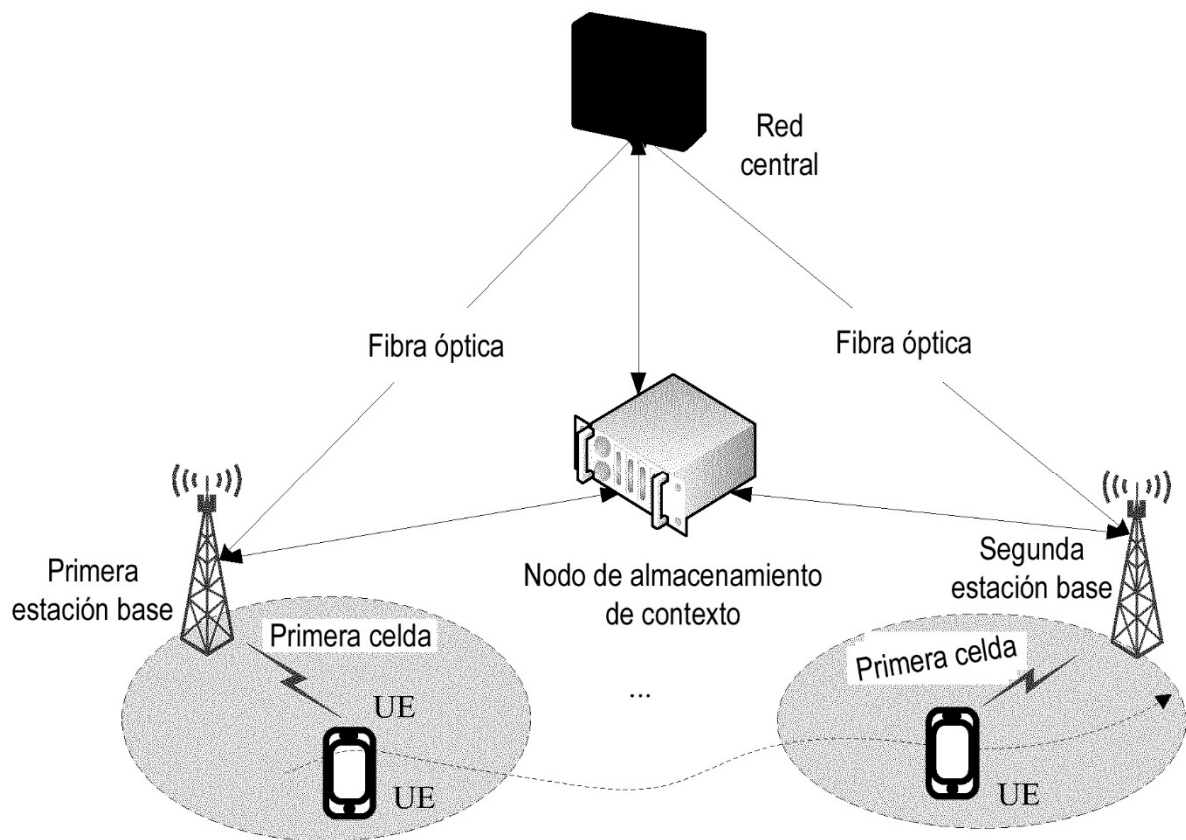 Red
central
Fibra óptica
Fibra óptica
Primera
estación base
Nodo de almacenamiento
de contexto
Segunda
estación base
Primera celda
Primera celda
...
UE
UE
UE